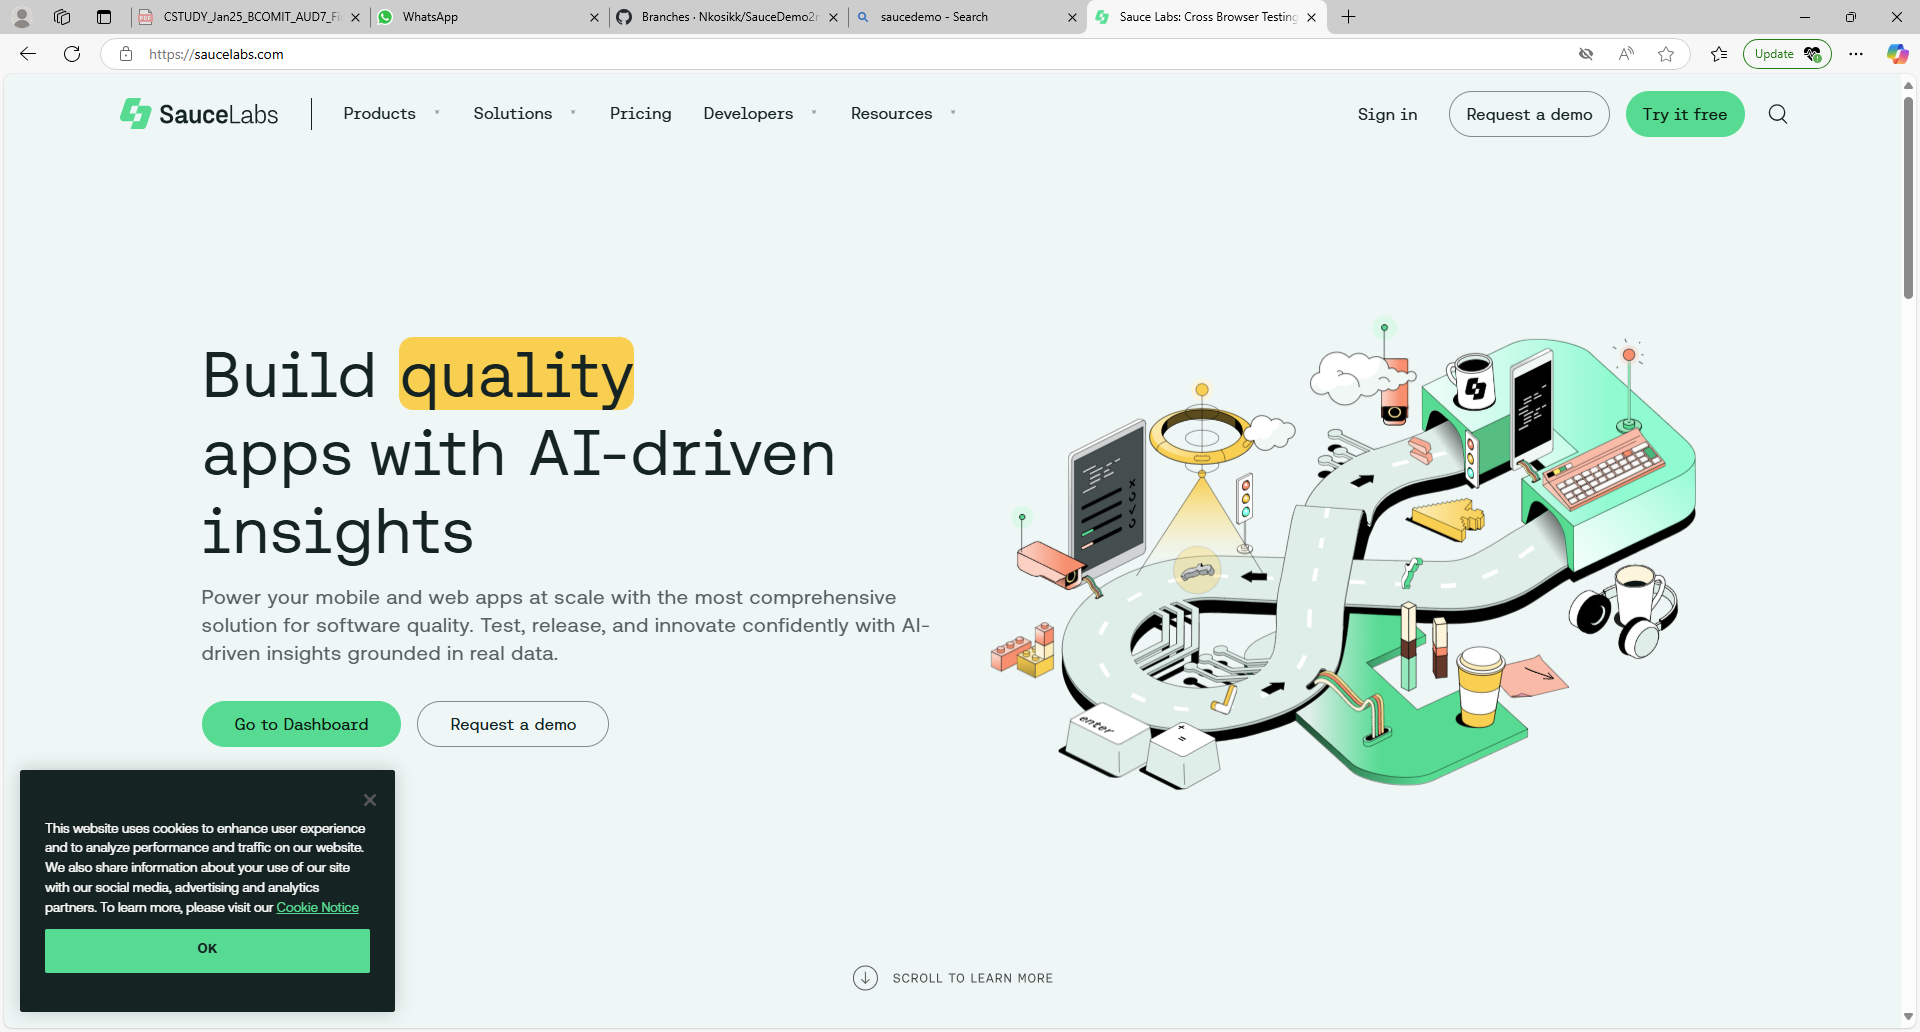 CSTUDY_Jan25_BCOMIT_AUD7_Fi
WhatsApp
Branches · Nkosikk/SauceDemo2n
saucedemo - Search
Sauce Labs: Cross Browser Testing
https://saucelabs.com
Update
SauceLabs
Products
Solutions
Pricing
Developers
Resources
Sign in
Request a demo
Try it free
Build quality
apps with AI-driven
insights
Power your mobile and web apps at scale with the most comprehensive
solution for software quality. Test, release, and innovate confidently with AI-
driven insights grounded in real data.
Go to Dashboard
Request a demo
enter
+
=
This website uses cookies to enhance user experience
and to analyze performance and traffic on our website.
We also share information about your use of our site
with our social media, advertising and analytics
partners. To learn more, please visit our Cookie Notice
OK
SCROLL TO LEARN MORE